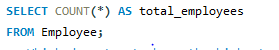 SELECT COUNT(*) AS total_employees
FROM Employee;